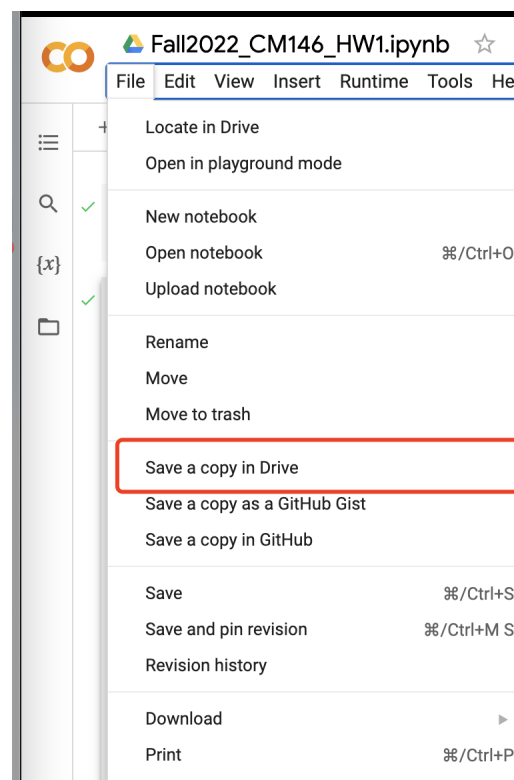 Fall2022_CM146_HW1.ipynb
File Edit View Insert Runtime Tools He
+
Locate in Drive
Open in playground mode
New notebook
{x}
Open notebook ⌘/Ctrl+O
Upload notebook
Rename
Move
Move to trash
Save a copy in Drive
Save a copy as a GitHub Gist
Save a copy in GitHub
Save ⌘/Ctrl+S
Save and pin revision ⌘/Ctrl+M S
Revision history
Download
Print ⌘/Ctrl+P